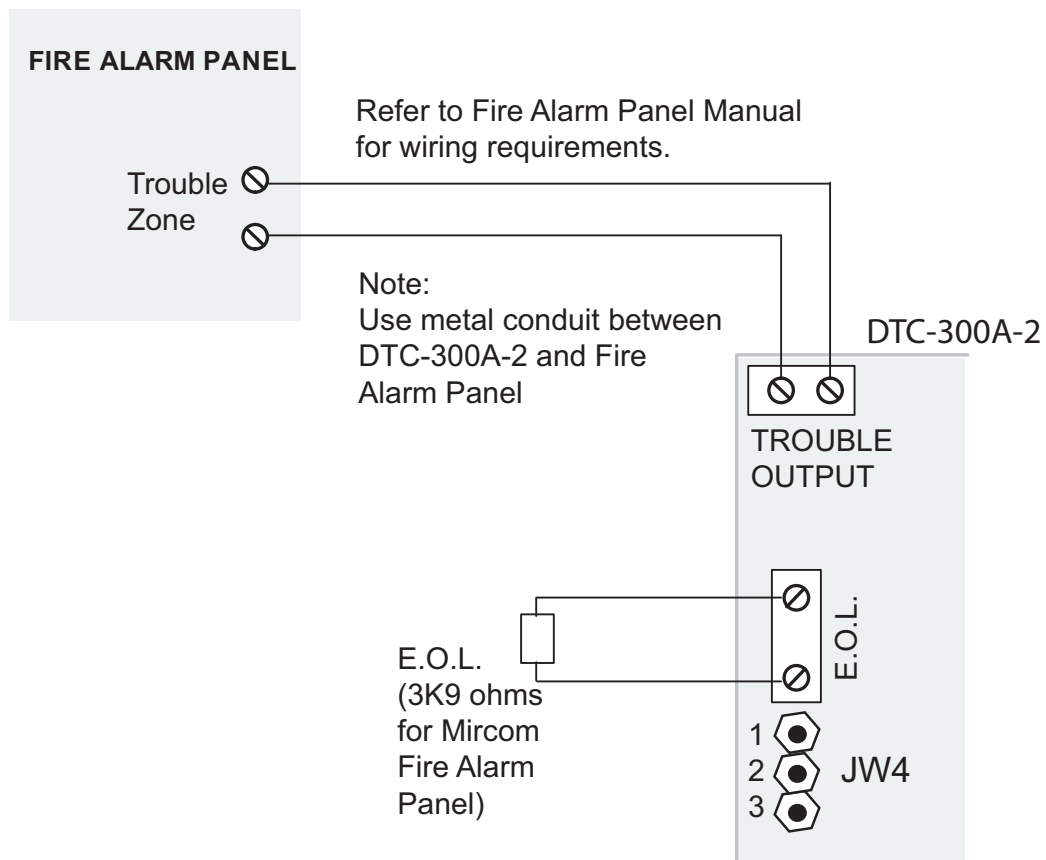 FIRE ALARM PANEL
Refer to Fire Alarm Panel Manual
for wiring requirements.
Trouble
Zone
Note:
Use metal conduit between
DTC-300A-2 and Fire
Alarm Panel
DTC-300A-2
TROUBLE
OUTPUT
E.O.L.
E.O.L.
(3K9 ohms
for Mircom
Fire Alarm
Panel)
1
2
JW4
3